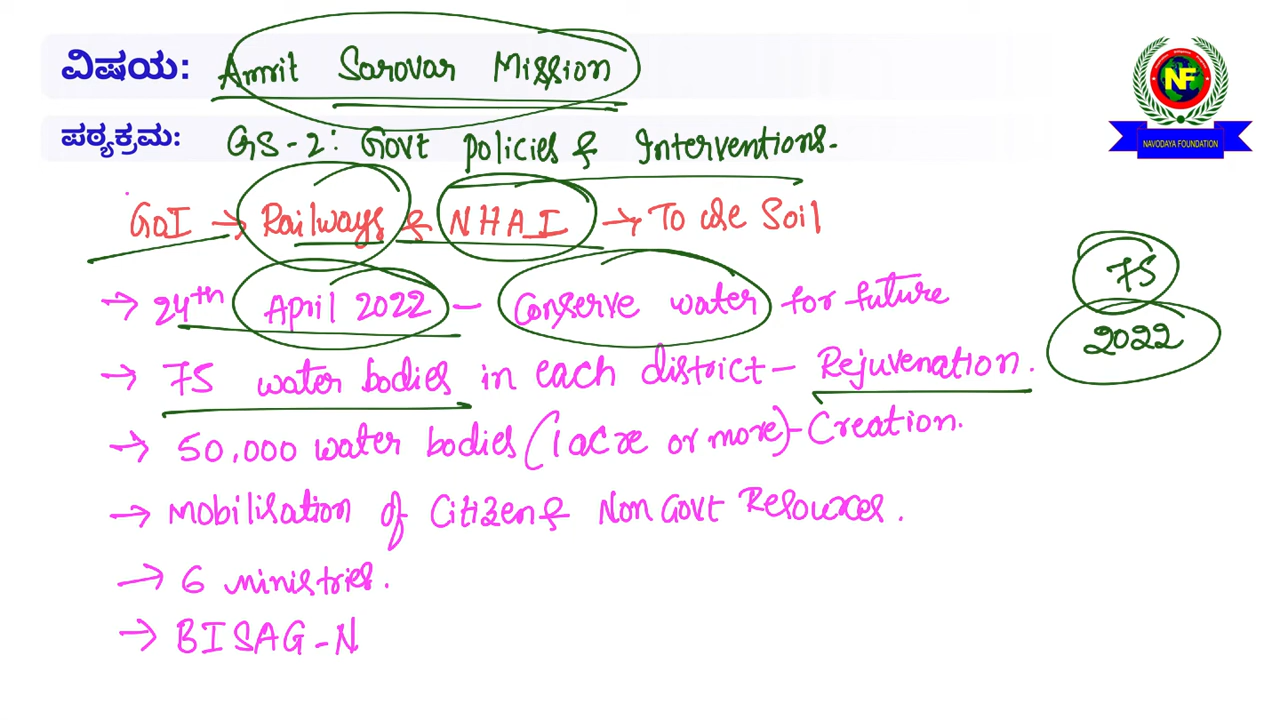 ವಿಷಯ: Amrit Sarovar Mission
ಪಠ್ಯಕ್ರಮ: GS-2: Govt policies & Interventions.
NF
NAVODAYA FOUNDATION
GOI → Railways & NHAI → To use Soil
→ 24th April 2022 - Conserve water for future
75
2022
→ 75 water bodies in each district - Rejuvenation.
→ 50,000 water bodies (1 acre or more) - Creation.
→ Mobilisation of Citizen & Non Govt Resources.
→ 6 ministries.
→ BISAG-N